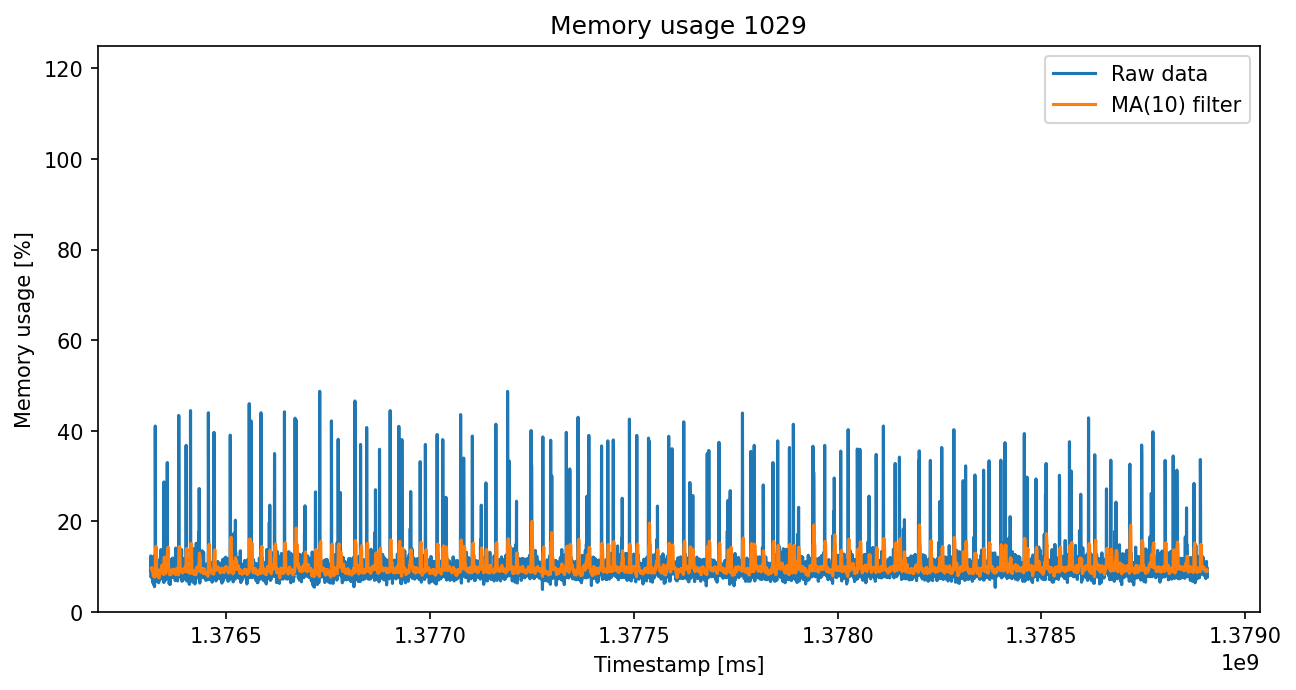 Memory usage 1029
Raw data
MA(10) filter
Memory usage [%]
120
100
80
60
40
20
0
1.3765 1.3770 1.3775 1.3780 1.3785 1.3790
1e9
Timestamp [ms]